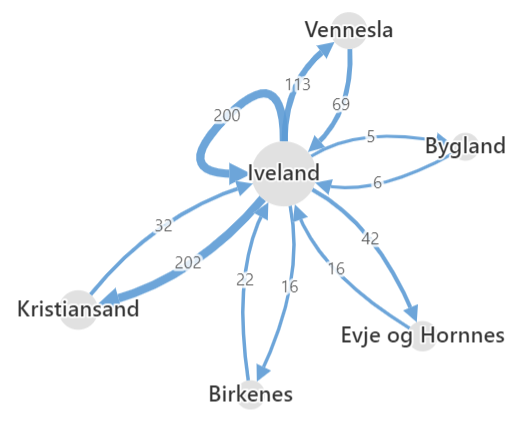 Vennesla
113
200
69
5
Bygland
Iveland
6
32
42
202
16
22
16
Kristiansand
Evje og Hornnes
Birkenes